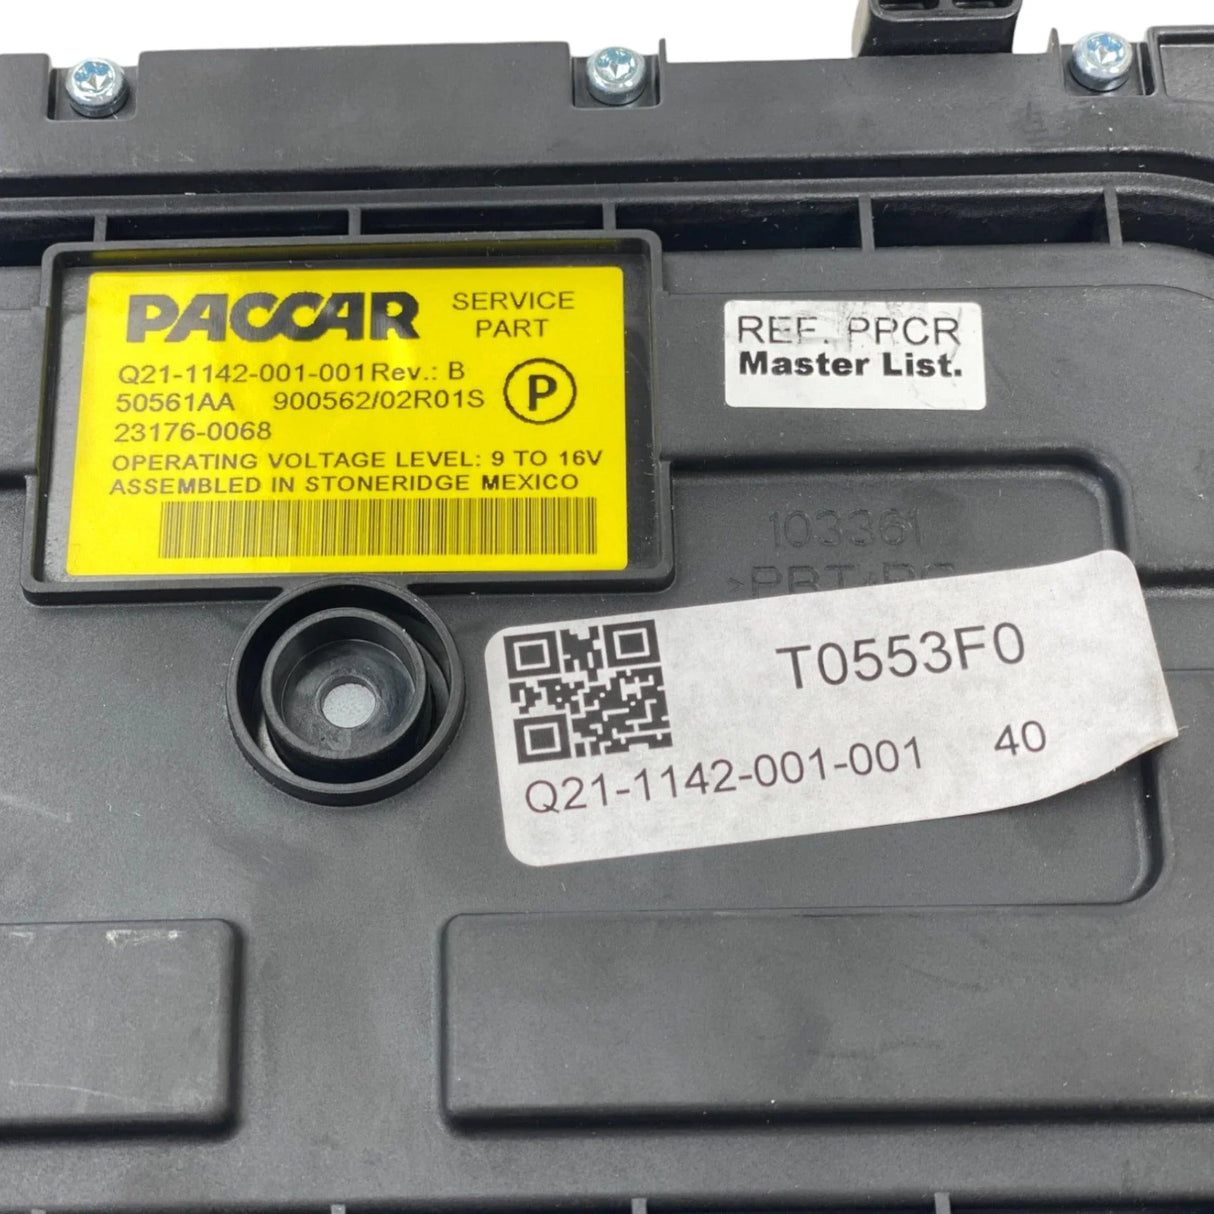 PACCAR SERVICE
PART
Q21-1142-001-001 Rev.: B
50561AA 900562/02R01S
P
23176-0068
OPERATING VOLTAGE LEVEL: 9 TO 16V
ASSEMBLED IN STONERIDGE MEXICO
REF. PPCR
Master List.
103361
T0553F0
Q21-1142-001-001 40